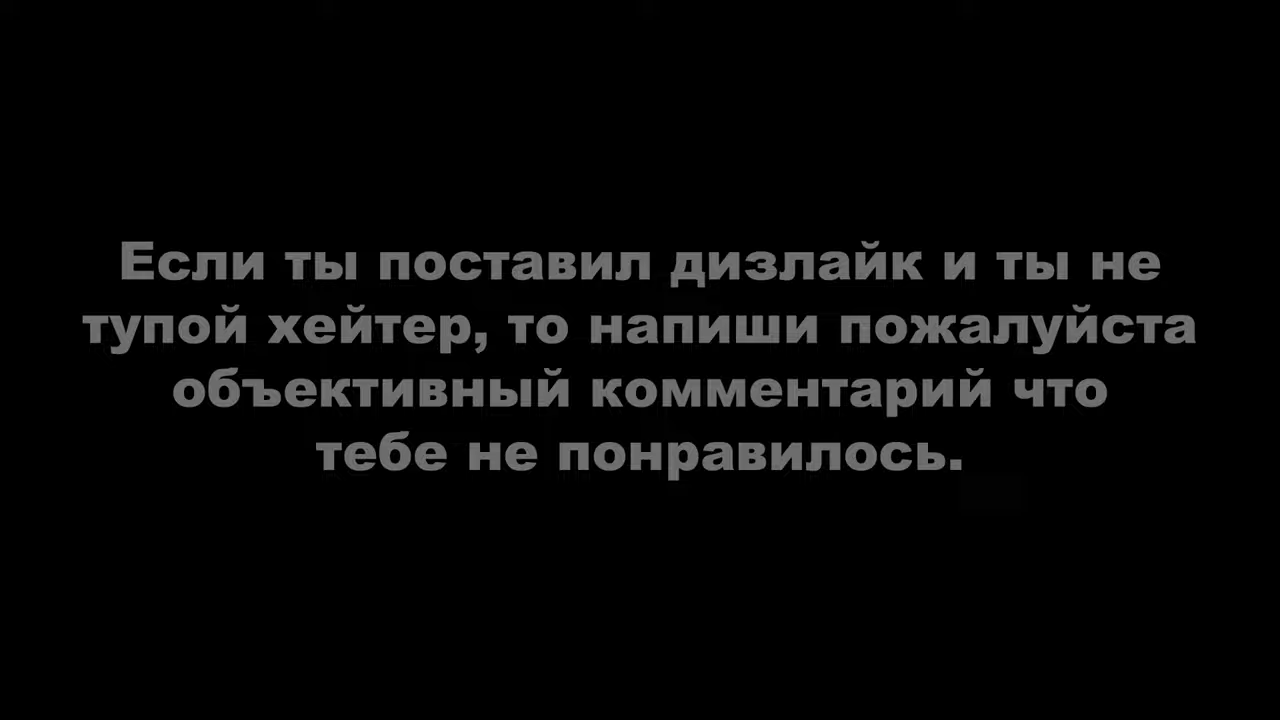 Если ты поставил дизлайк и ты не
тупой хейтер, то напиши пожалуйста
объективный комментарий что
тебе не понравилось.